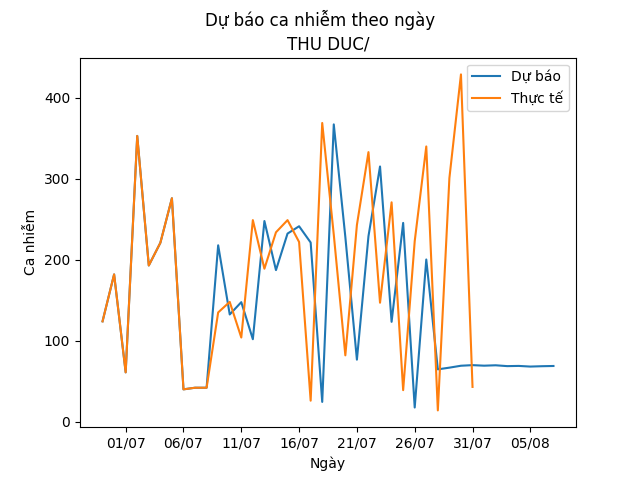 Dự báo ca nhiễm theo ngày
THU DUC/
Dự báo
Thực tế
Ca nhiễm
400
300
200
100
0
01/07 06/07 11/07 16/07 21/07 26/07 31/07 05/08
Ngày